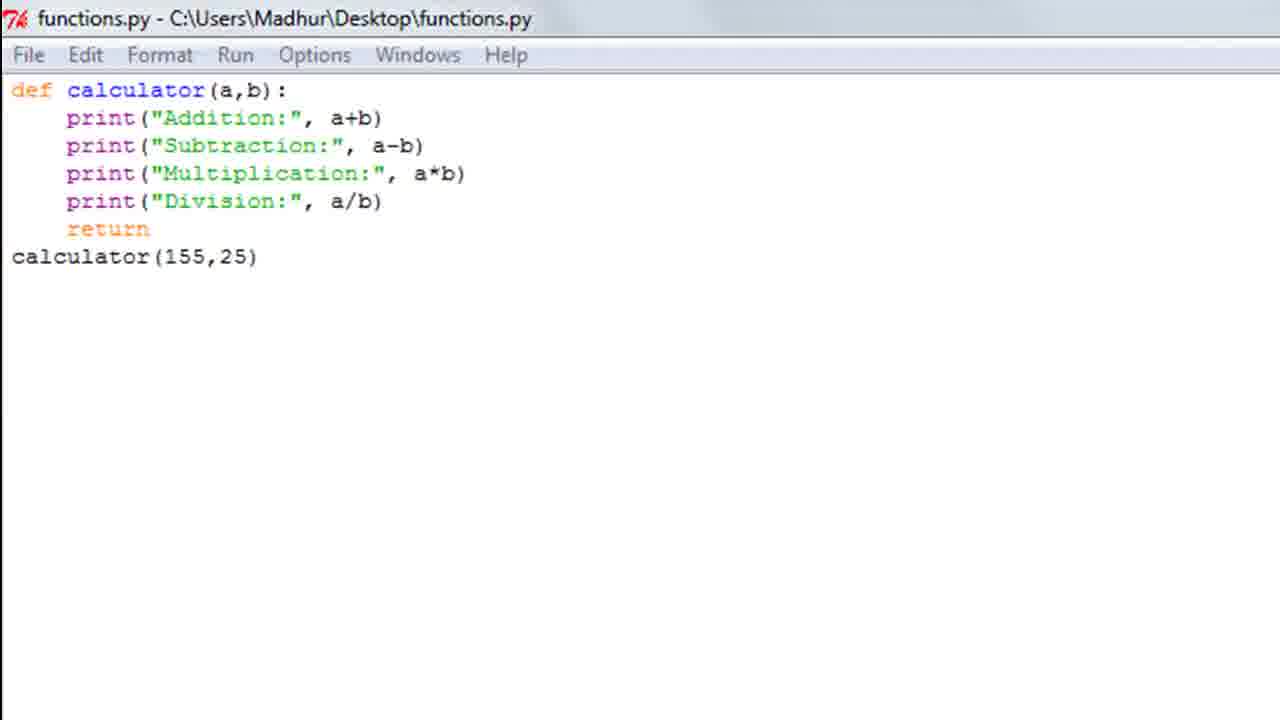 functions.py - C:\Users\Madhur\Desktop\functions.py
File Edit Format Run Options Windows Help
def calculator(a,b):
    print("Addition:", a+b)
    print("Subtraction:", a-b)
    print("Multiplication:", a*b)
    print("Division:", a/b)
    return
calculator(155,25)